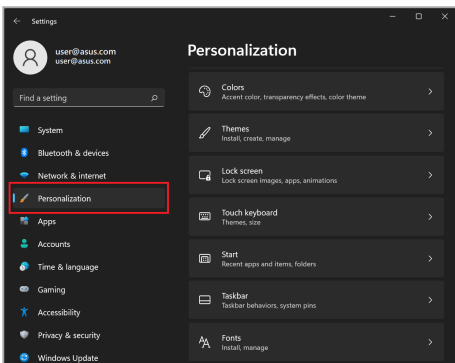 Settings
user@asus.com
user@asus.com
Find a setting
System
Bluetooth & devices
Network & internet
Personalization
Apps
Accounts
Time & language
Gaming
Accessibility
Privacy & security
Windows Update
Personalization
Colors
Accent color, transparency effects, color theme
Themes
Install, create, manage
Lock screen
Lock screen images, apps, animations
Touch keyboard
Themes, size
Start
Recent apps and items, folders
Taskbar
Taskbar behaviors, system pins
Fonts
Install, manage